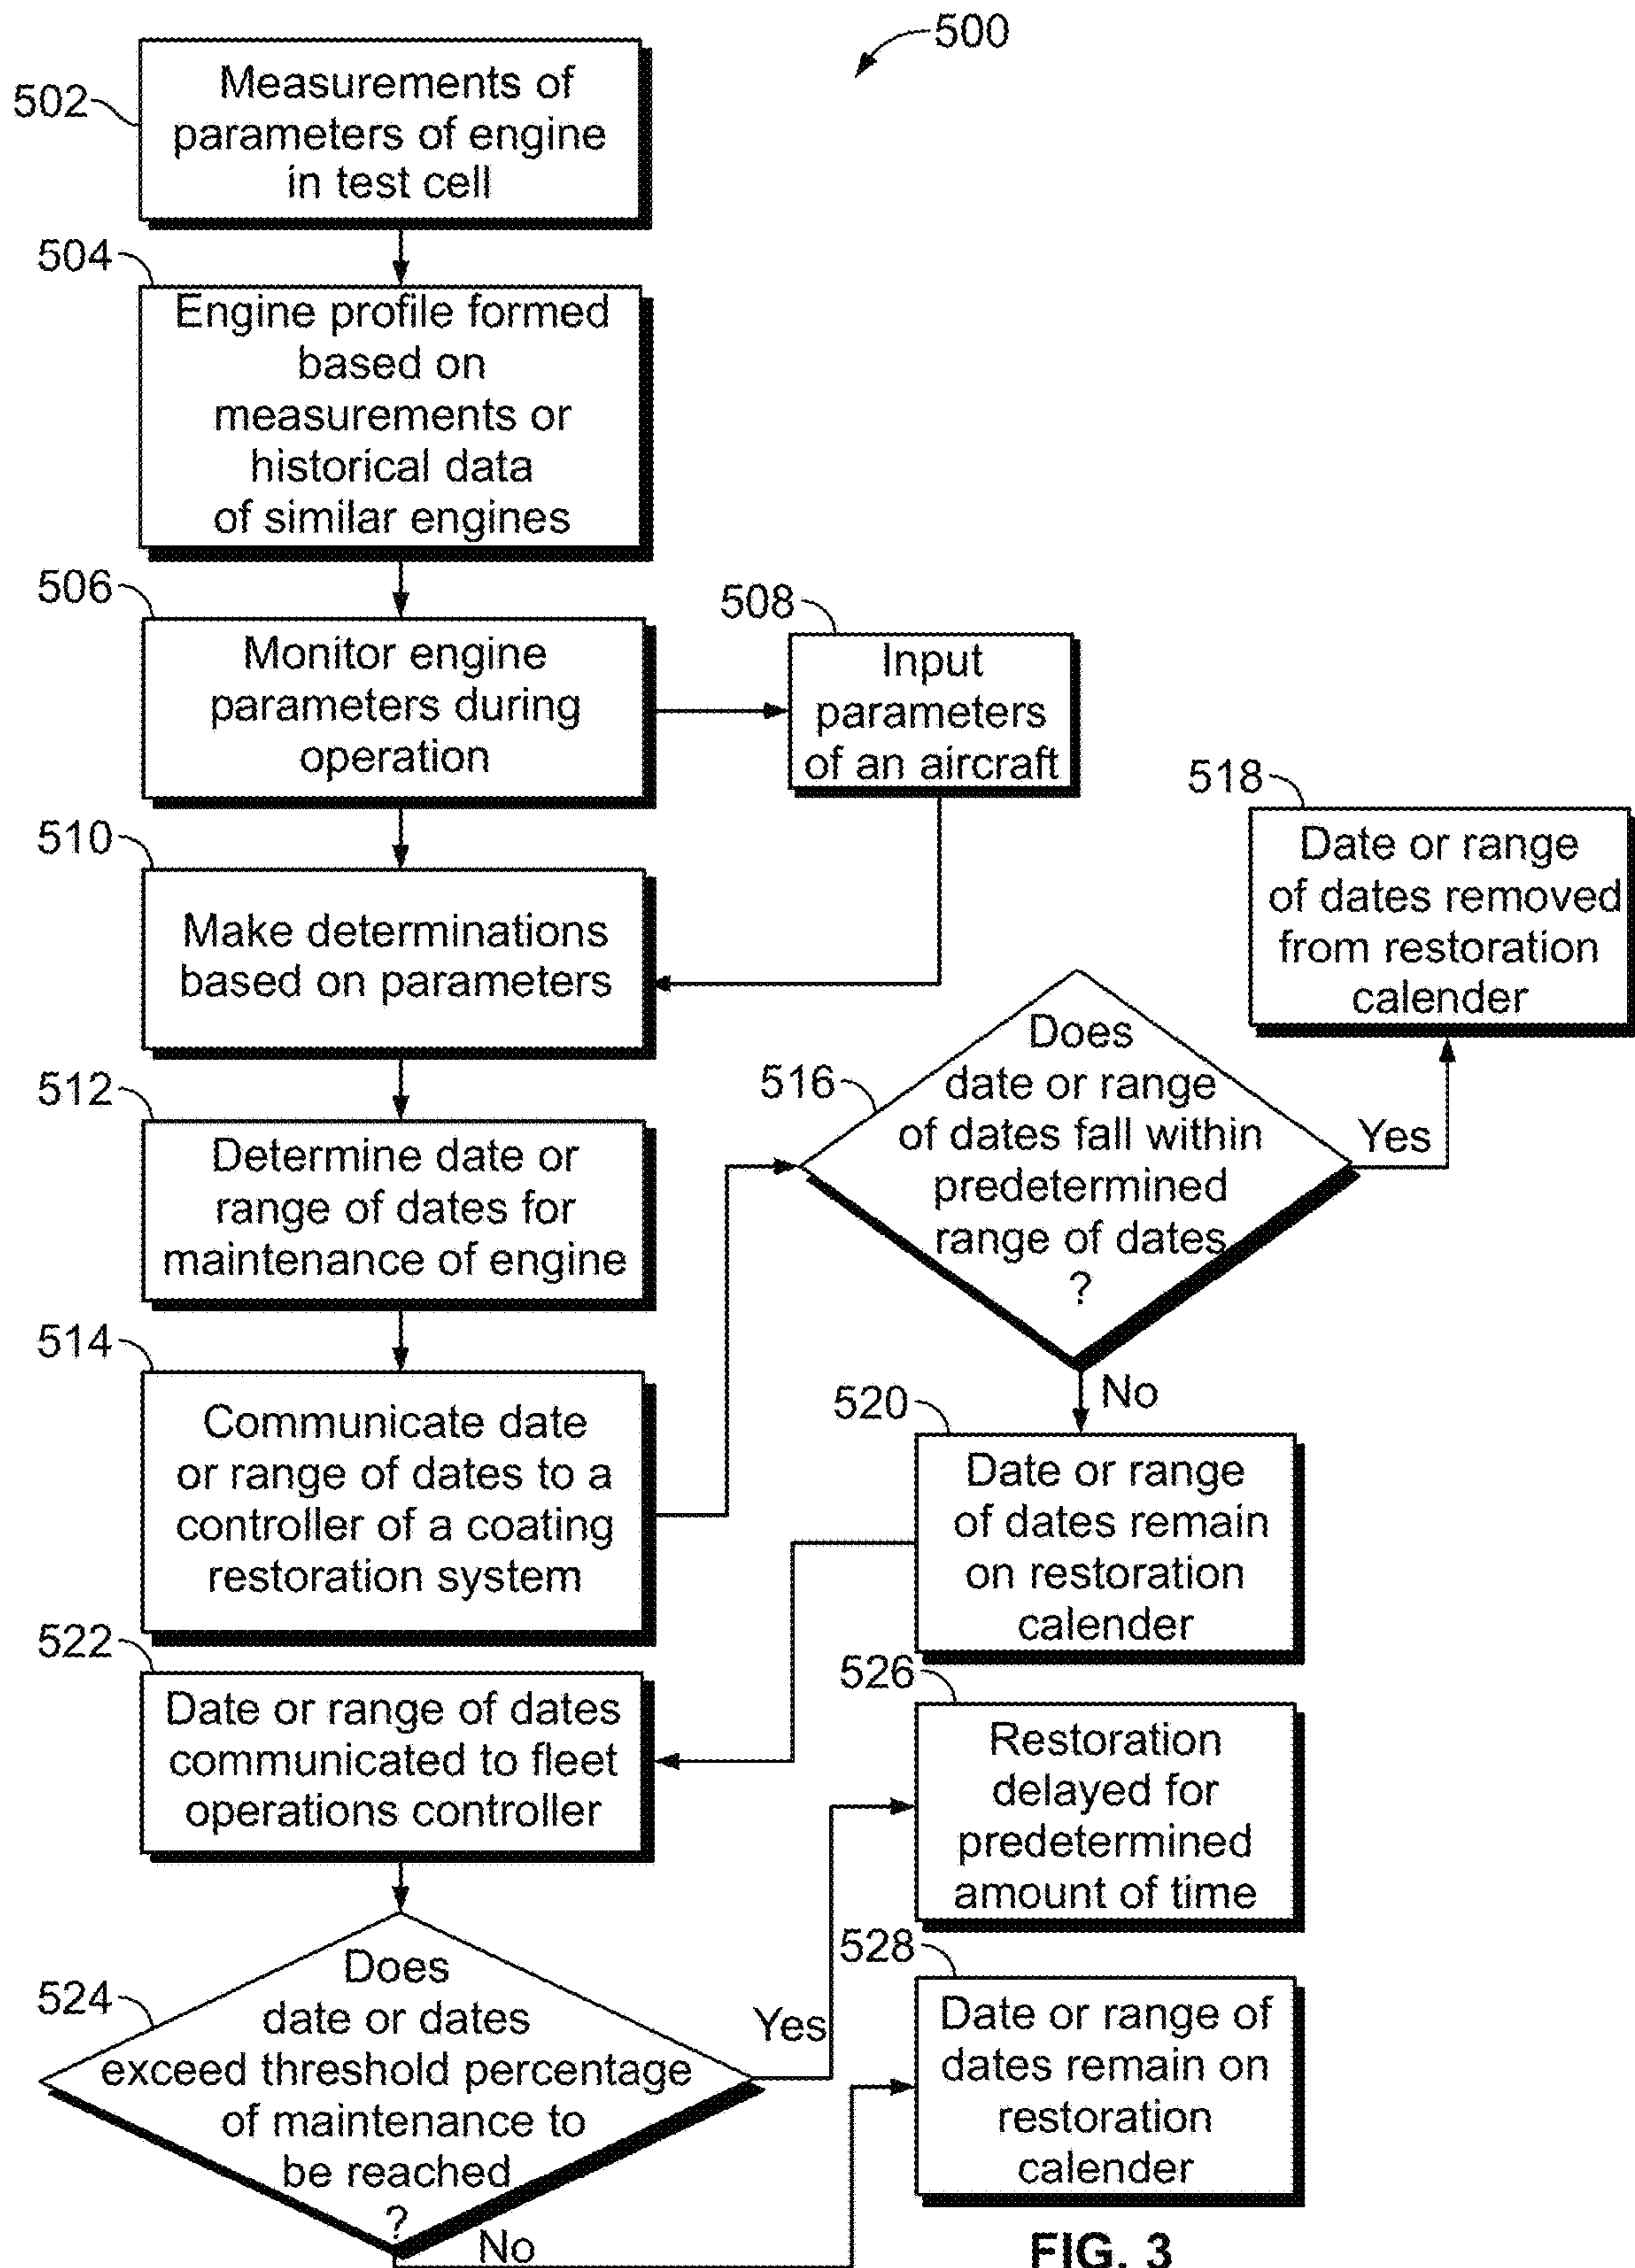 500
502
Measurements of
parameters of engine
in test cell
504
Engine profile formed
based on
measurements or
historical data
of similar engines
506
Monitor engine
parameters during
operation
508
Input
parameters
of an aircraft
510
Make determinations
based on parameters
512
Determine date or
range of dates for
maintenance of engine
514
Communicate date
or range of dates to a
controller of a coating
restoration system
516
Does
date or range
of dates fall within
predetermined
range of dates
?
Yes
518
Date or range
of dates removed
from restoration
calender
No
520
Date or range
of dates remain
on restoration
calender
522
Date or range of dates
communicated to fleet
operations controller
524
Does
date or dates
exceed threshold percentage
of maintenance to
be reached
?
Yes
526
Restoration
delayed for
predetermined
amount of time
No
528
Date or range of
dates remain on
restoration
calender
FIG. 3